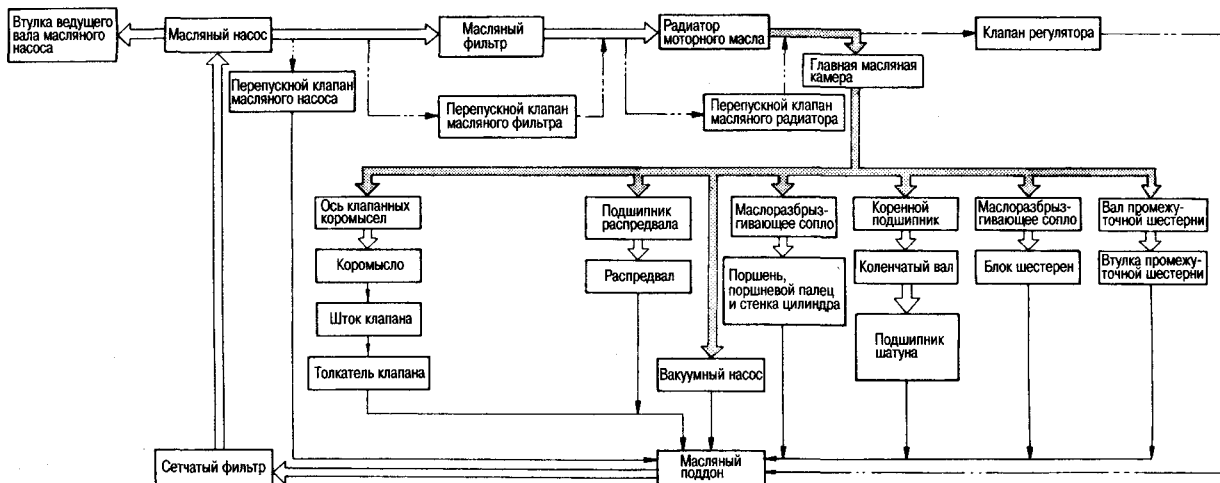 Втулка ведущего
вала масляного
насоса
Масляный насос
Масляный
фильтр
Радиатор
моторного масла
Клапан регулятора
Главная масляная
камера
Перепускной клапан
масляного насоса
Перепускной клапан
масляного фильтра
Перепускной клапан
масляного радиатора
Ось клапанных
коромысел
Подшипник
распредвала
Маслоразбрыз-
гивающее сопло
Коренной
подшипник
Маслоразбрыз-
гивающее сопло
Вал промежу-
точной шестерни
Коромысло
Распредвал
Поршень,
поршневой палец
и стенка цилиндра
Коленчатый вал
Блок шестерен
Втулка промежу-
точной шестерни
Шток клапана
Подшипник
шатуна
Толкатель клапана
Вакуумный насос
Сетчатый фильтр
Масляный
поддон